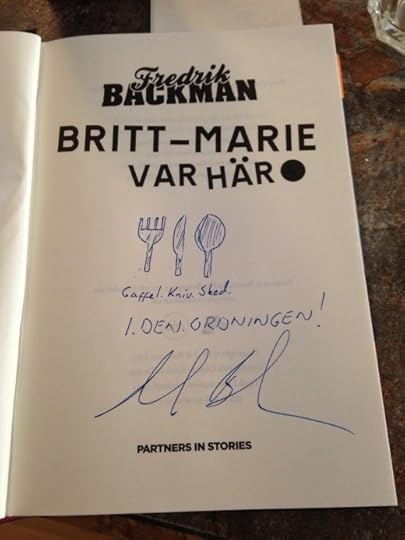 Fredrik
BACKMAN
BRITT–MARIE
VAR HÄR●
Gaffel. Kniv. Sked.
I.DEN.ORDNINGEN!
PARTNERS IN STORIES